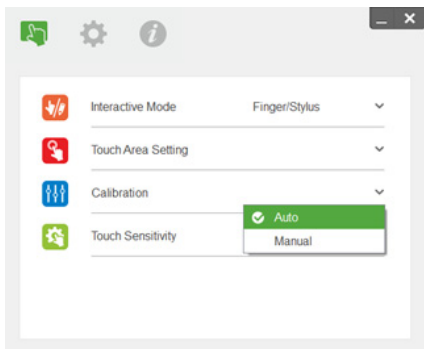 Interactive Mode Finger/Stylus
Touch Area Setting
Calibration
Auto
Touch Sensitivity
Manual